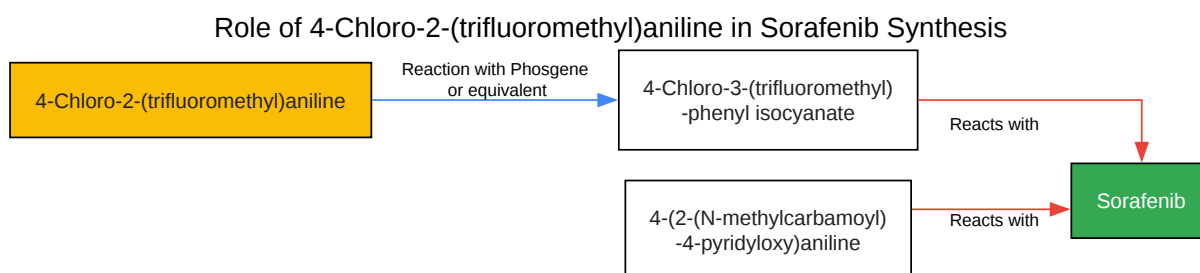 Role of 4-Chloro-2-(trifluoromethyl)aniline in Sorafenib Synthesis
4-Chloro-2-(trifluoromethyl)aniline
Reaction with Phosgene
or equivalent
4-Chloro-3-(trifluoromethyl)
-phenyl isocyanate
Reacts with
4-(2-(N-methylcarbamoyl)
-4-pyridyloxy)aniline
Reacts with
Sorafenib